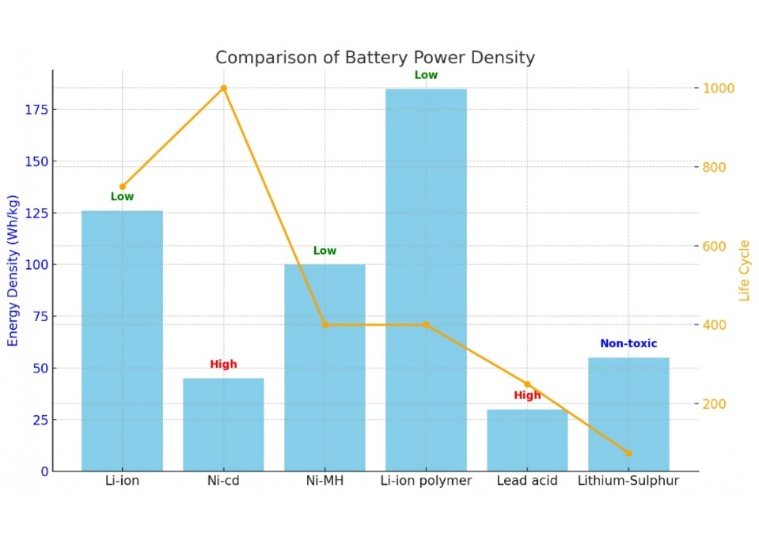 Comparison of Battery Power Density
Low
1000
175
800
150
Low
125
Energy Density (Wh/kg)
600
Life Cycle
Low
100
75
400
High
Non-toxic
50
High
200
25
0
Li-ion
Ni-cd
Ni-MH
Li-ion polymer
Lead acid
Lithium-Sulphur